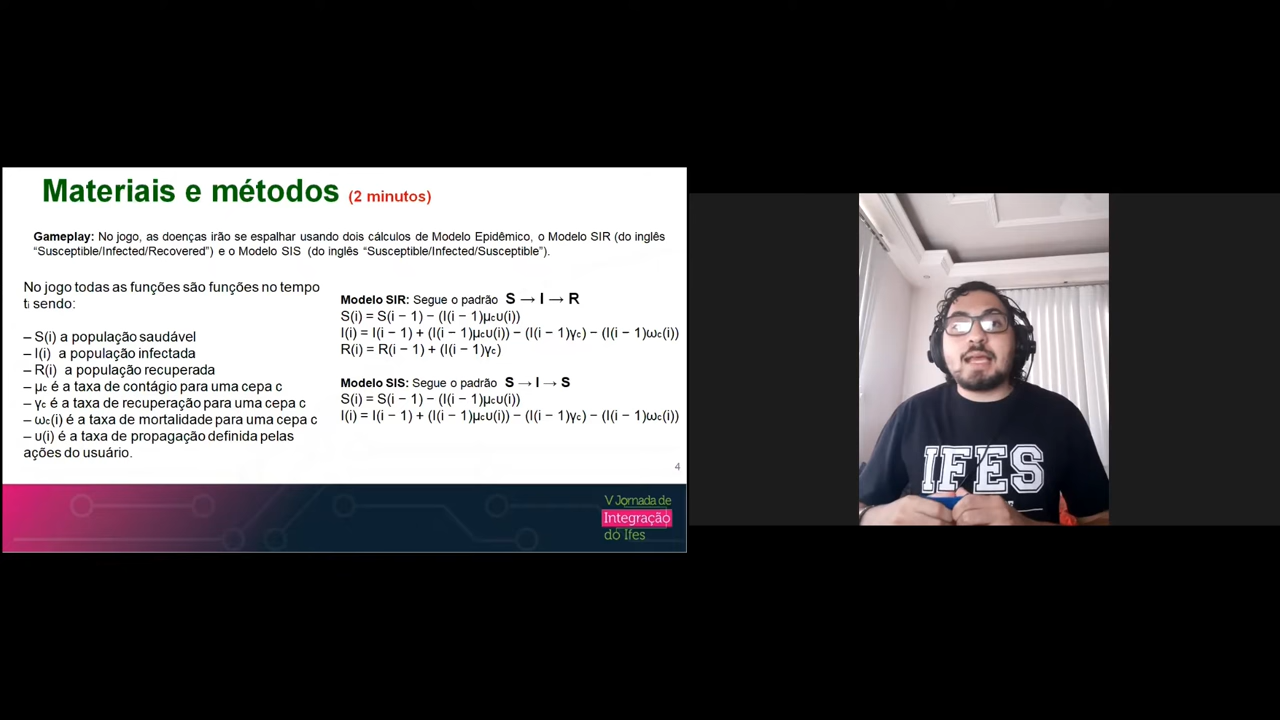 Materiais e métodos (2 minutos)
Gameplay: No jogo, as doenças irão se espalhar usando dois cálculos de Modelo Epidêmico, o Modelo SIR (do inglês
“Susceptible/Infected/Recovered”) e o Modelo SIS (do inglês “Susceptible/Infected/Susceptible”).
No jogo todas as funções são funções no tempo
tᵢ sendo:
– S(i) a população saudável
– I(i) a população infectada
– R(i) a população recuperada
– μc é a taxa de contágio para uma cepa c
– γc é a taxa de recuperação para uma cepa c
– ωc(i) é a taxa de mortalidade para uma cepa c
– υ(i) é a taxa de propagação definida pelas
ações do usuário.
Modelo SIR: Segue o padrão S → I → R
S(i) = S(i − 1) − (I(i − 1)μcυ(i))
I(i) = I(i − 1) + (I(i − 1)μcυ(i)) − (I(i − 1)γc) − (I(i − 1)ωc(i))
R(i) = R(i − 1) + (I(i − 1)γc)
Modelo SIS: Segue o padrão S → I → S
S(i) = S(i − 1) − (I(i − 1)μcυ(i))
I(i) = I(i − 1) + (I(i − 1)μcυ(i)) − (I(i − 1)γc) − (I(i − 1)ωc(i))
4
V Jornada de
Integração
do Ifes
IFES